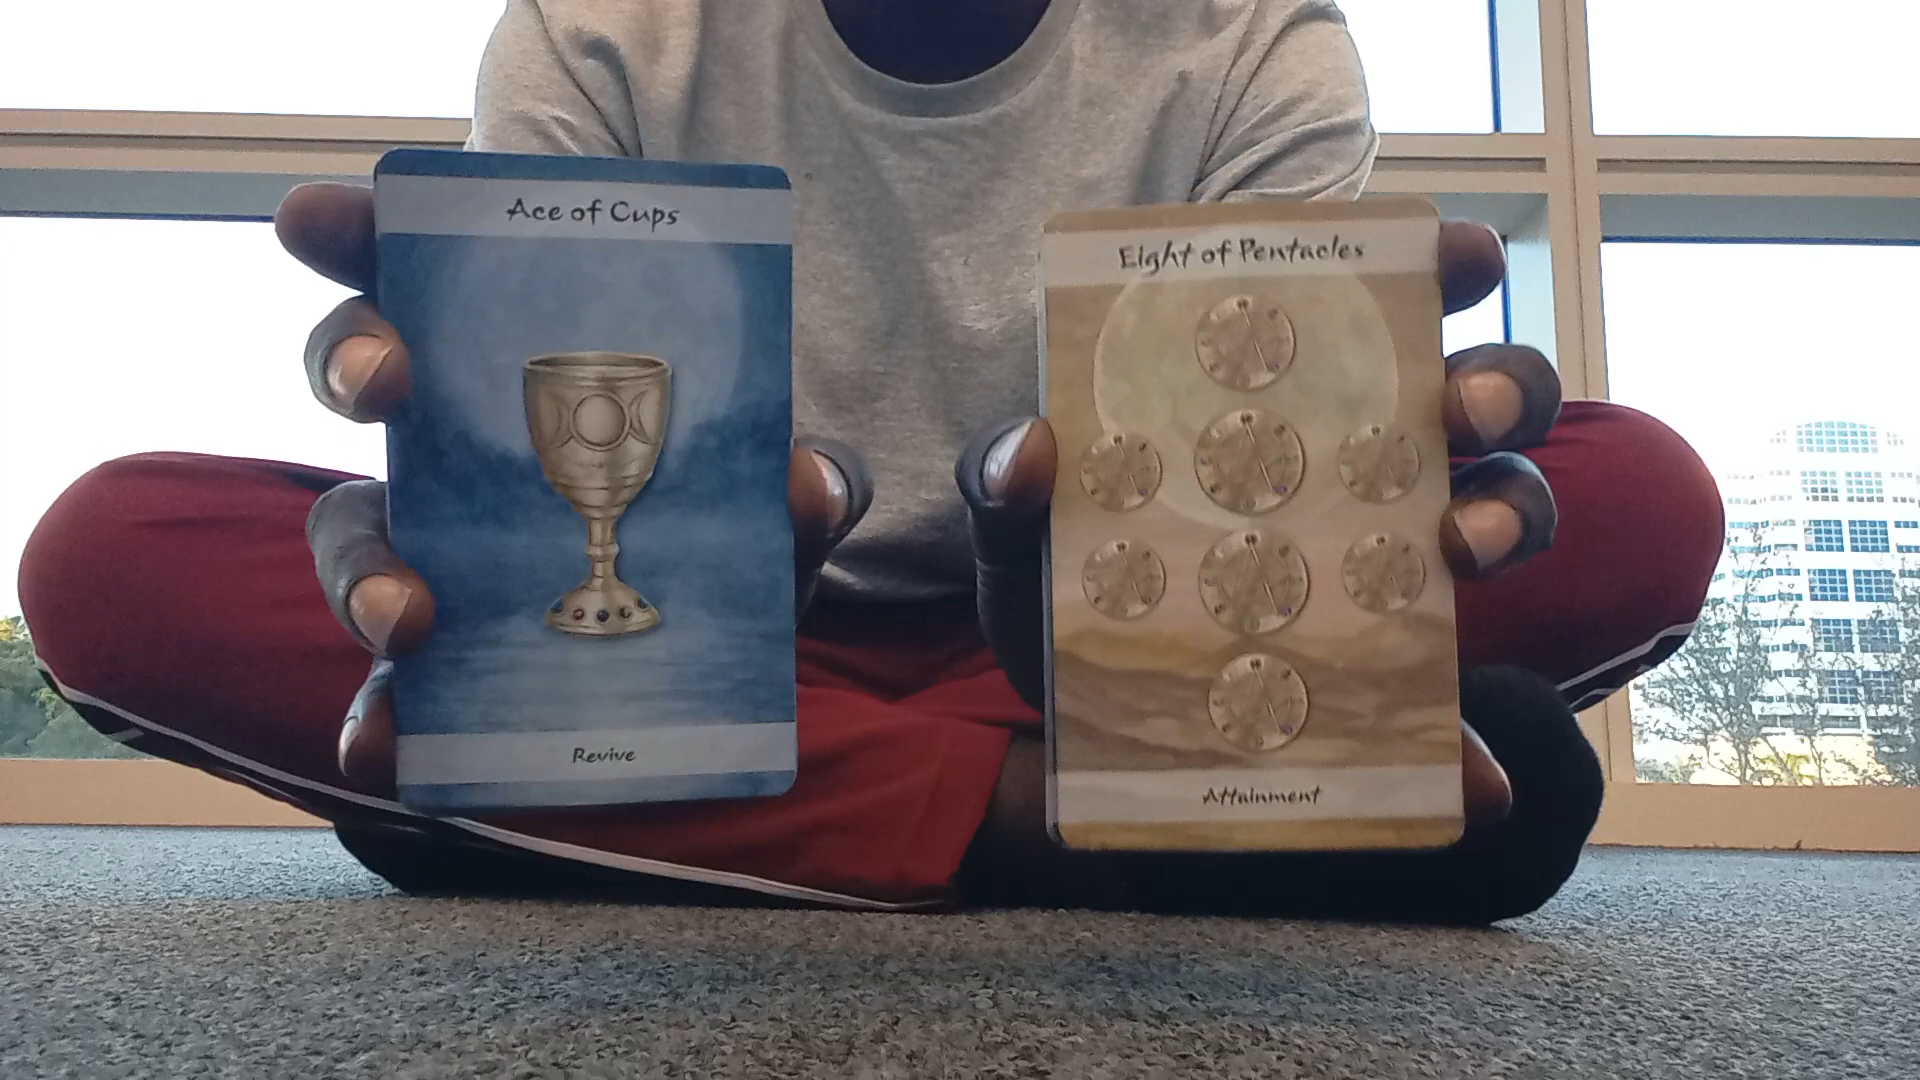 Ace of Cups
Revive
Eight of Pentacles
Attainment